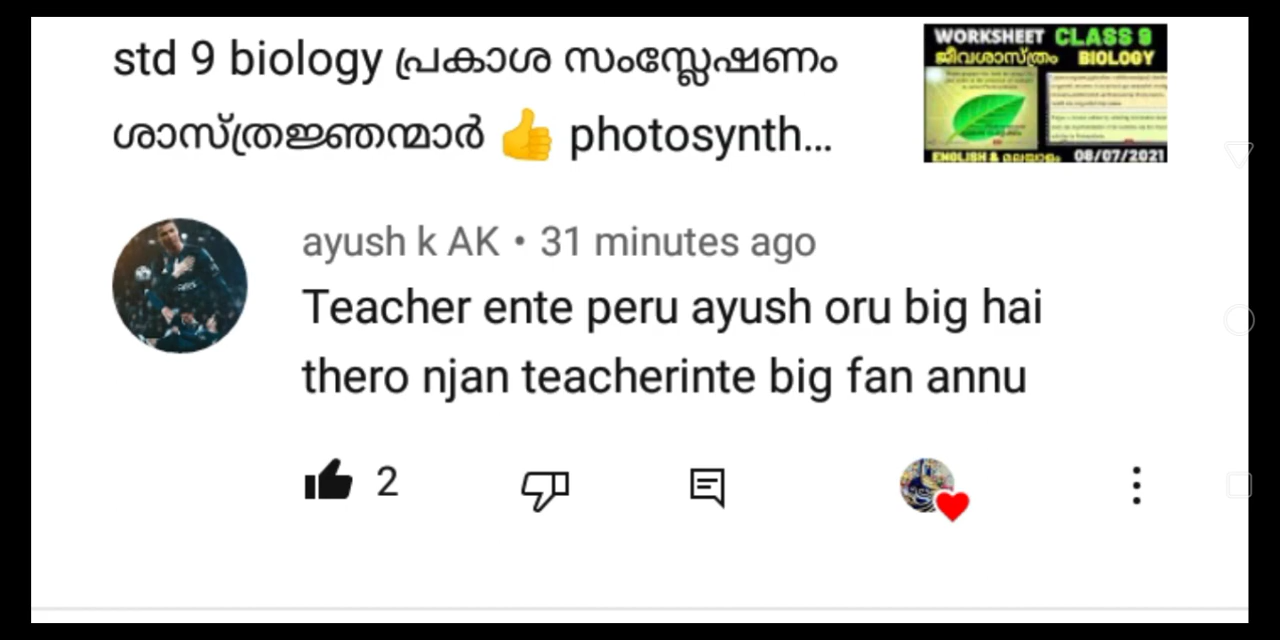 std 9 biology പ്രകാശ സംസ്ലേഷണം
ശാസ്ത്രജ്ഞന്മാർ 👍 photosynth...
WORKSHEET CLASS 9
ജീവശാസ്ത്രം BIOLOGY
ENGLISH & മലയാളം 08/07/2021
ayush k AK • 31 minutes ago
Teacher ente peru ayush oru big hai
thero njan teacherinte big fan annu
2